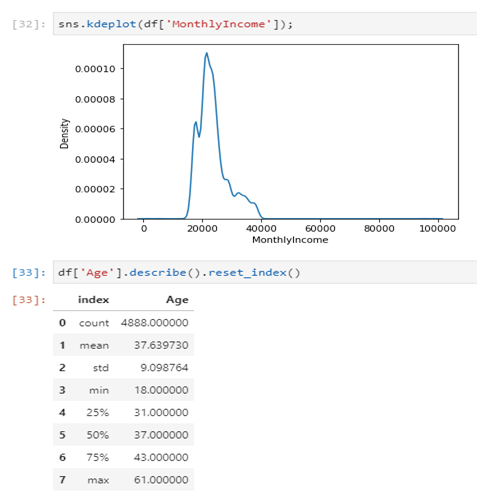 [32]: sns.kdeplot(df['MonthlyIncome']);
0.00010
0.00008
0.00006
0.00004
0.00002
0.00000
Density
0 20000 40000 60000 80000 100000
MonthlyIncome
[33]: df['Age'].describe().reset_index()
[33]: index Age
0 count 4888.000000
1 mean 37.639730
2 std 9.098764
3 min 18.000000
4 25% 31.000000
5 50% 37.000000
6 75% 43.000000
7 max 61.000000